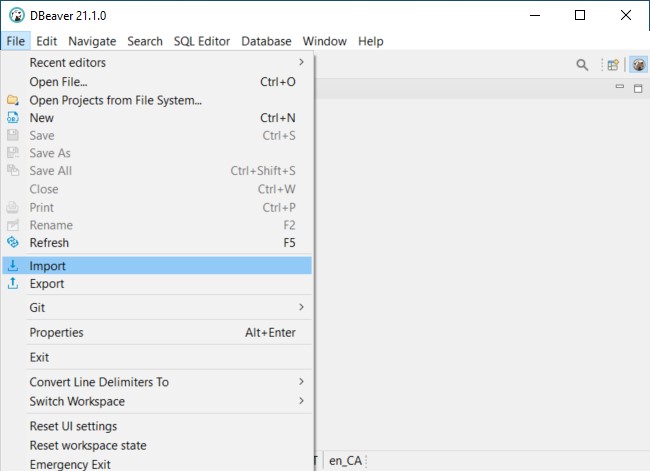 DBeaver 21.1.0
File Edit Navigate Search SQL Editor Database Window Help
Recent editors
Open File... Ctrl+O
Open Projects from File System...
New Ctrl+N
Save Ctrl+S
Save As
Save All Ctrl+Shift+S
Close Ctrl+W
Print Ctrl+P
Rename F2
Refresh F5
Import
Export
Git
Properties Alt+Enter
Exit
Convert Line Delimiters To
Switch Workspace
Reset UI settings
Reset workspace state
T en_CA
Emergency Exit